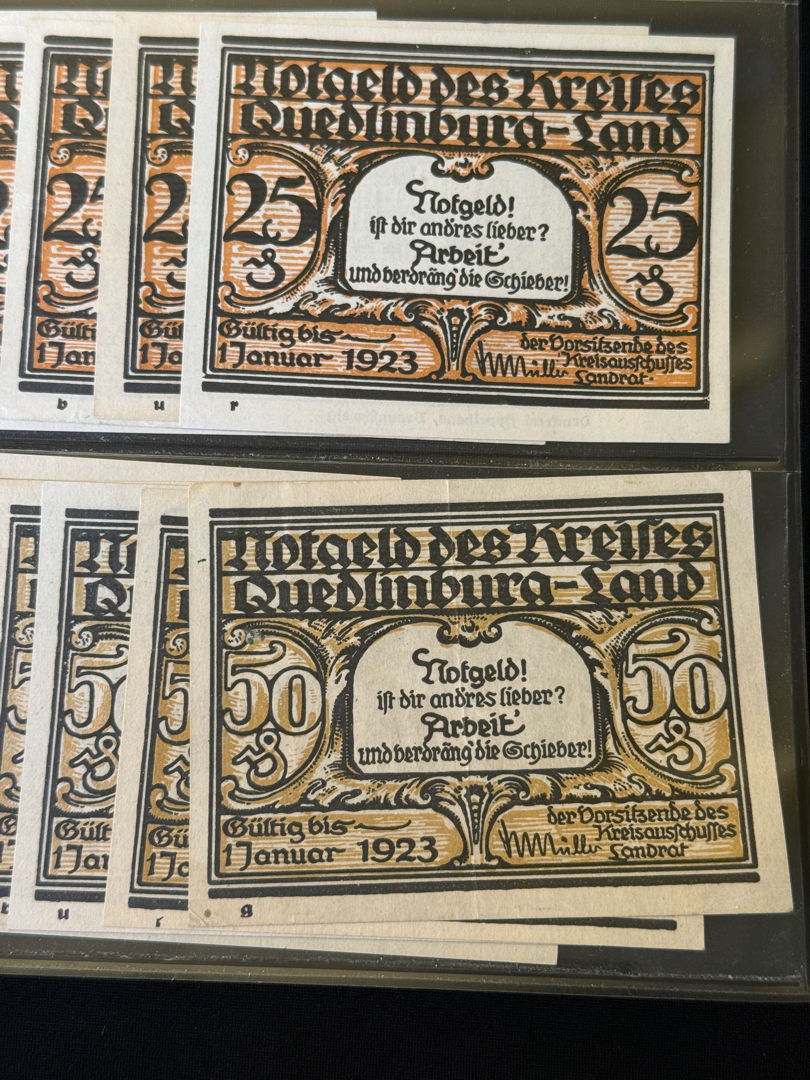 Notgeld des Kreises
Quedlinburg-Land
25
Notgeld!
ist dir andres lieber?
Arbeit'
und verdräng' die Schieber!
25
Gültig bis
1 Januar 1923
der Vorsitzende des
Kreisausschusses
Müller Landrat.
b
u
r
Notgeld des Kreises
Quedlinburg-Land
50
Notgeld!
ist dir andres lieber?
Arbeit'
und verdräng' die Schieber!
50
Gültig bis
1 Januar 1923
der Vorsitzende des
Kreisausschusses
Müller Landrat
u
g